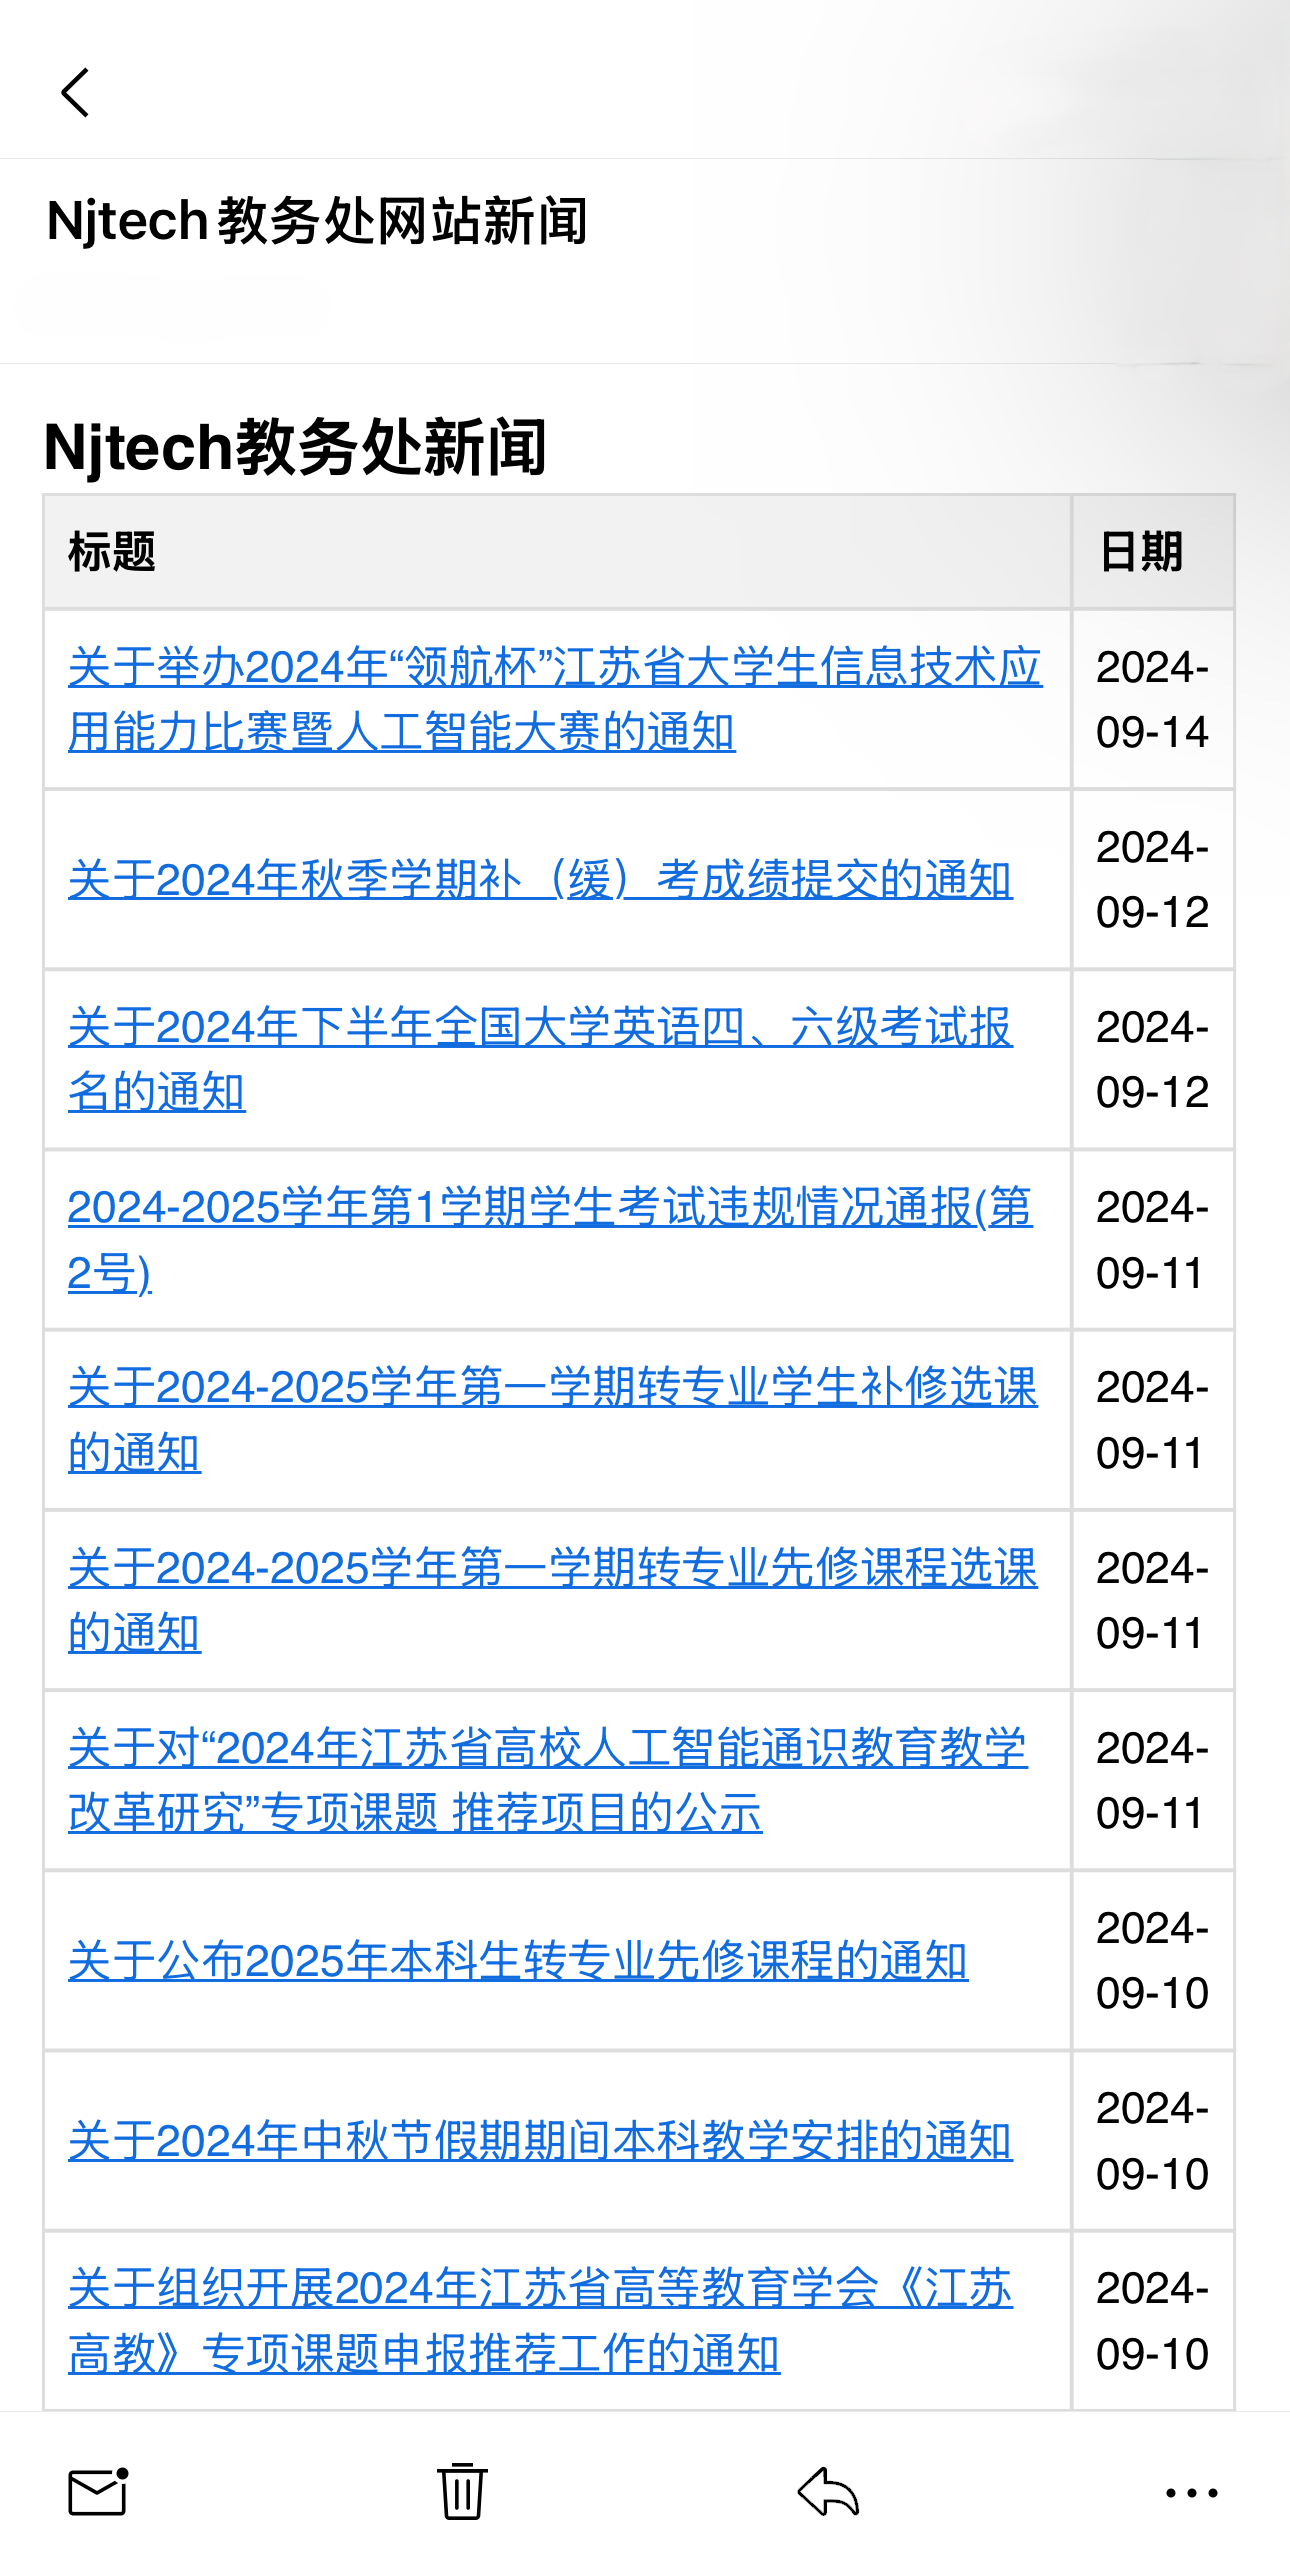 Njtech教务处网站新闻
Njtech教务处新闻
标题 日期
关于举办2024年“领航杯”江苏省大学生信息技术应 2024-
用能力比赛暨人工智能大赛的通知 09-14
关于2024年秋季学期补（缓）考成绩提交的通知 2024-
09-12
关于2024年下半年全国大学英语四、六级考试报 2024-
名的通知 09-12
2024-2025学年第1学期学生考试违规情况通报(第 2024-
2号) 09-11
关于2024-2025学年第一学期转专业学生补修选课 2024-
的通知 09-11
关于2024-2025学年第一学期转专业先修课程选课 2024-
的通知 09-11
关于对“2024年江苏省高校人工智能通识教育教学 2024-
改革研究”专项课题 推荐项目的公示 09-11
关于公布2025年本科生转专业先修课程的通知 2024-
09-10
关于2024年中秋节假期期间本科教学安排的通知 2024-
09-10
关于组织开展2024年江苏省高等教育学会《江苏 2024-
高教》专项课题申报推荐工作的通知 09-10